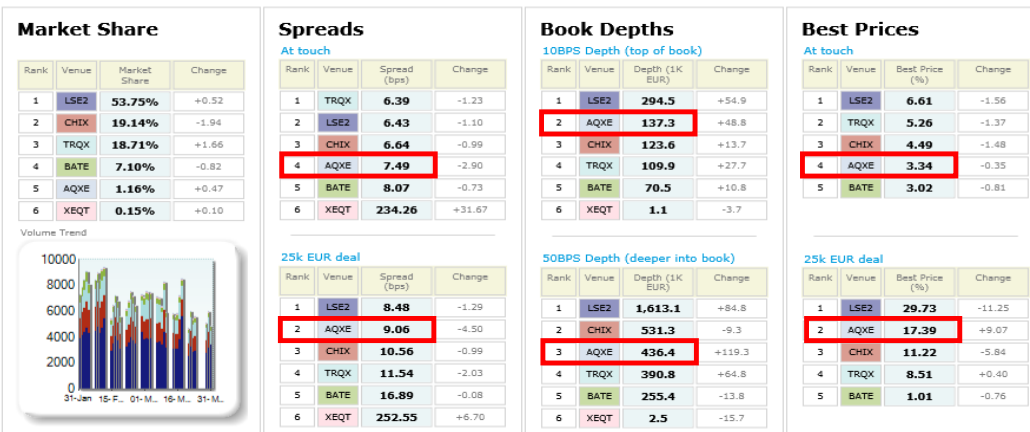 Market Share
Rank Venue Market Share Change
1 LSE2 53.75% +0.52
2 CHIX 19.14% -1.94
3 TRQX 18.71% +1.66
4 BATE 7.10% -0.82
5 AQXE 1.16% +0.47
6 XEQT 0.15% +0.10
Volume Trend
10000
8000
6000
4000
2000
0
31-Jan 15-F... 01-M... 16-M... 31-M...
Spreads
At touch
Rank Venue Spread (bps) Change
1 TRQX 6.39 -1.23
2 LSE2 6.43 -1.10
3 CHIX 6.64 -0.99
4 AQXE 7.49 -2.90
5 BATE 8.07 -0.73
6 XEQT 234.26 +31.67
25k EUR deal
Rank Venue Spread (bps) Change
1 LSE2 8.48 -1.29
2 AQXE 9.06 -4.50
3 CHIX 10.56 -0.99
4 TRQX 11.54 -2.03
5 BATE 16.89 -0.08
6 XEQT 252.55 +6.70
Book Depths
10BPS Depth (top of book)
Rank Venue Depth (1K EUR) Change
1 LSE2 294.5 +54.9
2 AQXE 137.3 +48.8
3 CHIX 123.6 +13.7
4 TRQX 109.9 +27.7
5 BATE 70.5 +10.8
6 XEQT 1.1 -3.7
50BPS Depth (deeper into book)
Rank Venue Depth (1K EUR) Change
1 LSE2 1,613.1 +84.8
2 CHIX 531.3 -9.3
3 AQXE 436.4 +119.3
4 TRQX 390.8 +64.8
5 BATE 255.4 -13.8
6 XEQT 2.5 -15.7
Best Prices
At touch
Rank Venue Best Price (%) Change
1 LSE2 6.61 -1.56
2 TRQX 5.26 -1.37
3 CHIX 4.49 -1.48
4 AQXE 3.34 -0.35
5 BATE 3.02 -0.81
25k EUR deal
Rank Venue Best Price (%) Change
1 LSE2 29.73 -11.25
2 AQXE 17.39 +9.07
3 CHIX 11.22 -5.84
4 TRQX 8.51 +0.40
5 BATE 1.01 -0.76